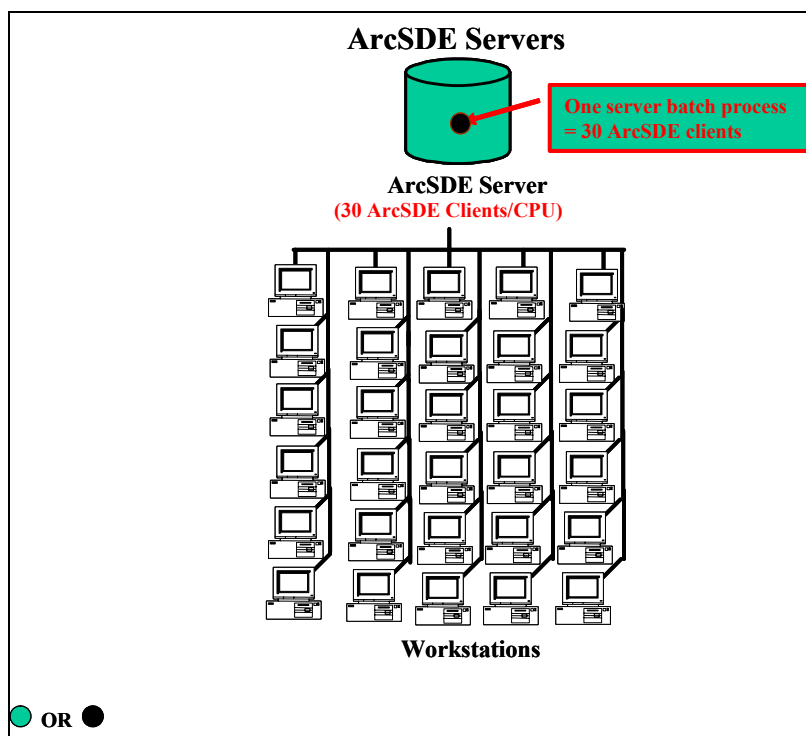 ArcSDE Servers
One server batch process
= 30 ArcSDE clients
ArcSDE Server
(30 ArcSDE Clients/CPU)
Workstations
OR